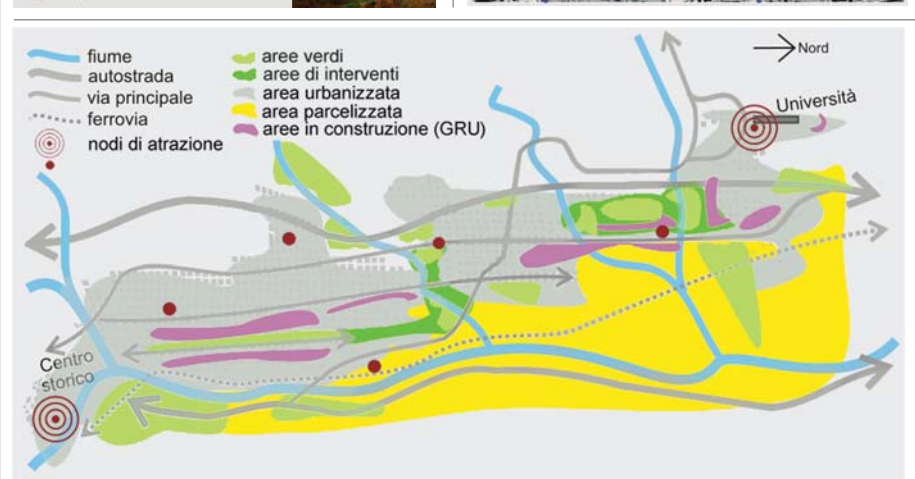 fiume
autostrada
via principale
ferrovia
nodi di atrazione
aree verdi
aree di interventi
area urbanizzata
area parcelizzata
aree in construzione (GRU)
Nord
Università
Centro
storico